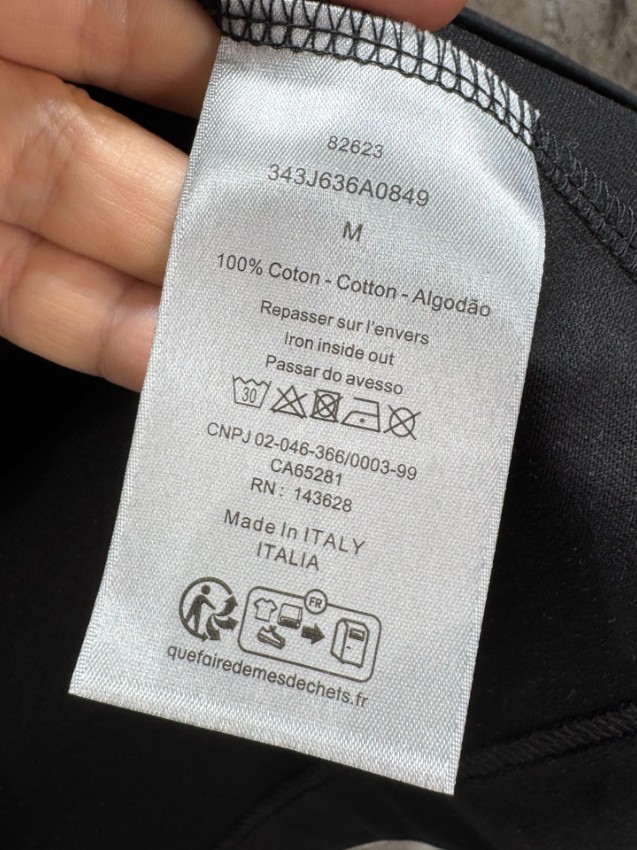 82623
343J636A0849
M
100% Coton - Cotton - Algodão
Repasser sur l'envers
Iron inside out
Passar do avesso
30
CNPJ 02-046-366/0003-99
CA65281
RN : 143628
Made In ITALY
ITALIA
FR
quefairedemesdechets.fr